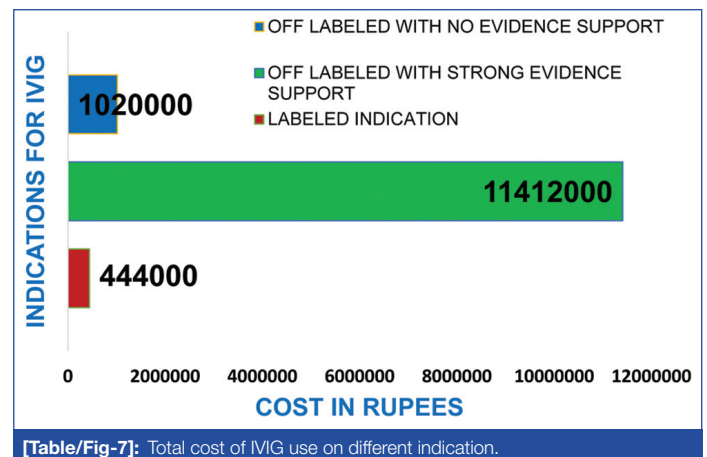 OFF LABELED WITH NO EVIDENCE SUPPORT
OFF LABELED WITH STRONG EVIDENCE
SUPPORT
LABELED INDICATION
INDICATIONS FOR IVIG
1020000
11412000
444000
0 2000000 4000000 6000000 8000000 10000000 12000000
COST IN RUPEES
[Table/Fig-7]: Total cost of IVIG use on different indication.